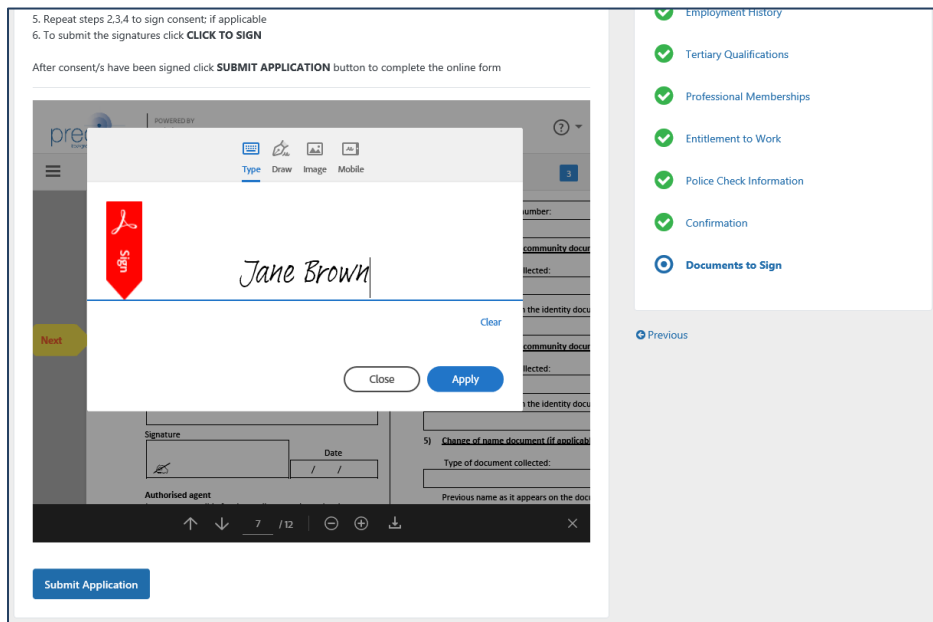 5. Repeat steps 2,3,4 to sign consent; if applicable
6. To submit the signatures click CLICK TO SIGN
After consent/s have been signed click SUBMIT APPLICATION button to complete the online form
POWERED BY
prec
3
Type Draw Image Mobile
Sign
Jane Brown
Clear
Close Apply
Next
number:
community docu
llected:
n the identity docu
community docur
llected:
n the identity docu
Signature
Date
/ /
Authorised agent
5) Change of name document (if applicabl
Type of document collected:
Previous name as it appears on the docu
7 / 12
Submit Application
Employment History
Tertiary Qualifications
Professional Memberships
Entitlement to Work
Police Check Information
Confirmation
Documents to Sign
Previous